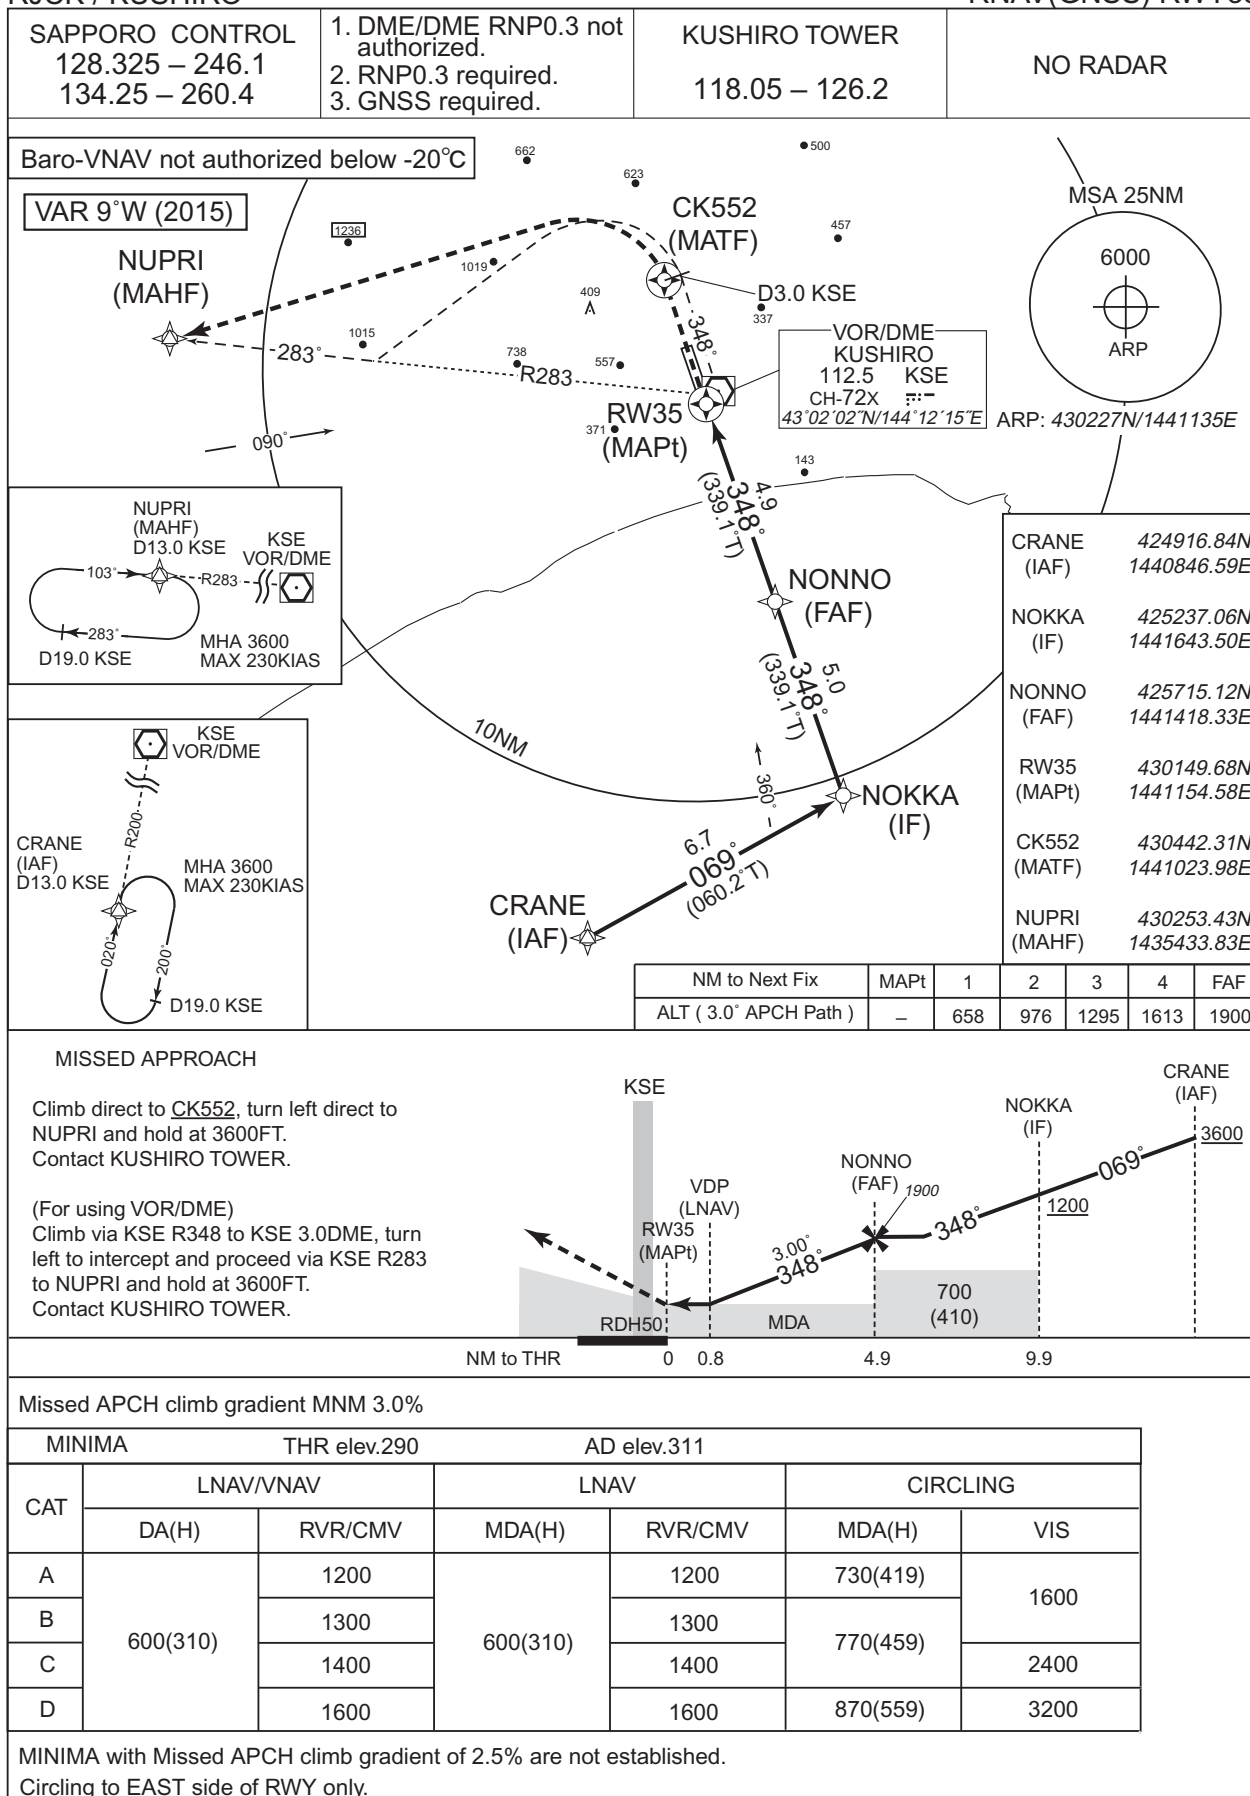 SAPPORO CONTROL
128.325 – 246.1
134.25 – 260.4
1. DME/DME RNP0.3 not
authorized.
2. RNP0.3 required.
3. GNSS required.
KUSHIRO TOWER
118.05 – 126.2
NO RADAR
Baro-VNAV not authorized below -20°C
VAR 9°W (2015)
662
500
623
MSA 25NM
6000
ARP
CK552
(MATF)
457
1236
NUPRI
(MAHF)
1019
409
D3.0 KSE
337
348°
1015
283°
738
557
R283
VOR/DME
KUSHIRO
112.5 KSE
CH-72X
43°02´02˝N/144°12´15˝E
ARP: 430227N/1441135E
RW35
(MAPt)
371
090°
143
4.9
348°
(339.1°T)
NUPRI
(MAHF)
D13.0 KSE
KSE
VOR/DME
103°
R283
283°
D19.0 KSE
MHA 3600
MAX 230KIAS
NONNO
(FAF)
5.0
348°
(339.1°T)
10NM
360°
NOKKA
(IF)
6.7
069°
(060.2°T)
CRANE
(IAF)
KSE
VOR/DME
R200
CRANE
(IAF)
D13.0 KSE
MHA 3600
MAX 230KIAS
020°
200°
D19.0 KSE
CRANE 424916.84N
(IAF) 1440846.59E
NOKKA 425237.06N
(IF) 1441643.50E
NONNO 425715.12N
(FAF) 1441418.33E
RW35 430149.68N
(MAPt) 1441154.58E
CK552 430442.31N
(MATF) 1441023.98E
NUPRI 430253.43N
(MAHF) 1435433.83E
NM to Next Fix MAPt 1 2 3 4 FAF
ALT ( 3.0° APCH Path ) – 658 976 1295 1613 1900
MISSED APPROACH
Climb direct to CK552, turn left direct to
NUPRI and hold at 3600FT.
Contact KUSHIRO TOWER.
(For using VOR/DME)
Climb via KSE R348 to KSE 3.0DME, turn
left to intercept and proceed via KSE R283
to NUPRI and hold at 3600FT.
Contact KUSHIRO TOWER.
KSE
CRANE
(IAF)
3600
NOKKA
(IF)
069°
1200
NONNO
(FAF) 1900
348°
VDP
(LNAV)
RW35
(MAPt)
3.00°
348°
700
(410)
RDH50
MDA
NM to THR 0 0.8 4.9 9.9
Missed APCH climb gradient MNM 3.0%
MINIMA THR elev.290 AD elev.311
CAT LNAV/VNAV LNAV CIRCLING
DA(H) RVR/CMV MDA(H) RVR/CMV MDA(H) VIS
A 600(310) 1200 600(310) 1200 730(419) 1600
B 1300 1300 770(459)
C 1400 1400 2400
D 1600 1600 870(559) 3200
MINIMA with Missed APCH climb gradient of 2.5% are not established.
Circling to EAST side of RWY only.